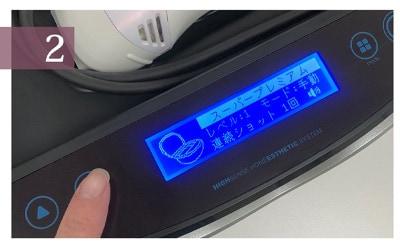 2
スーパープレミアム
レベル:1 モード:手動
連続ショット 1回
HIGHSENSE HOME ESTHETIC SYSTEM